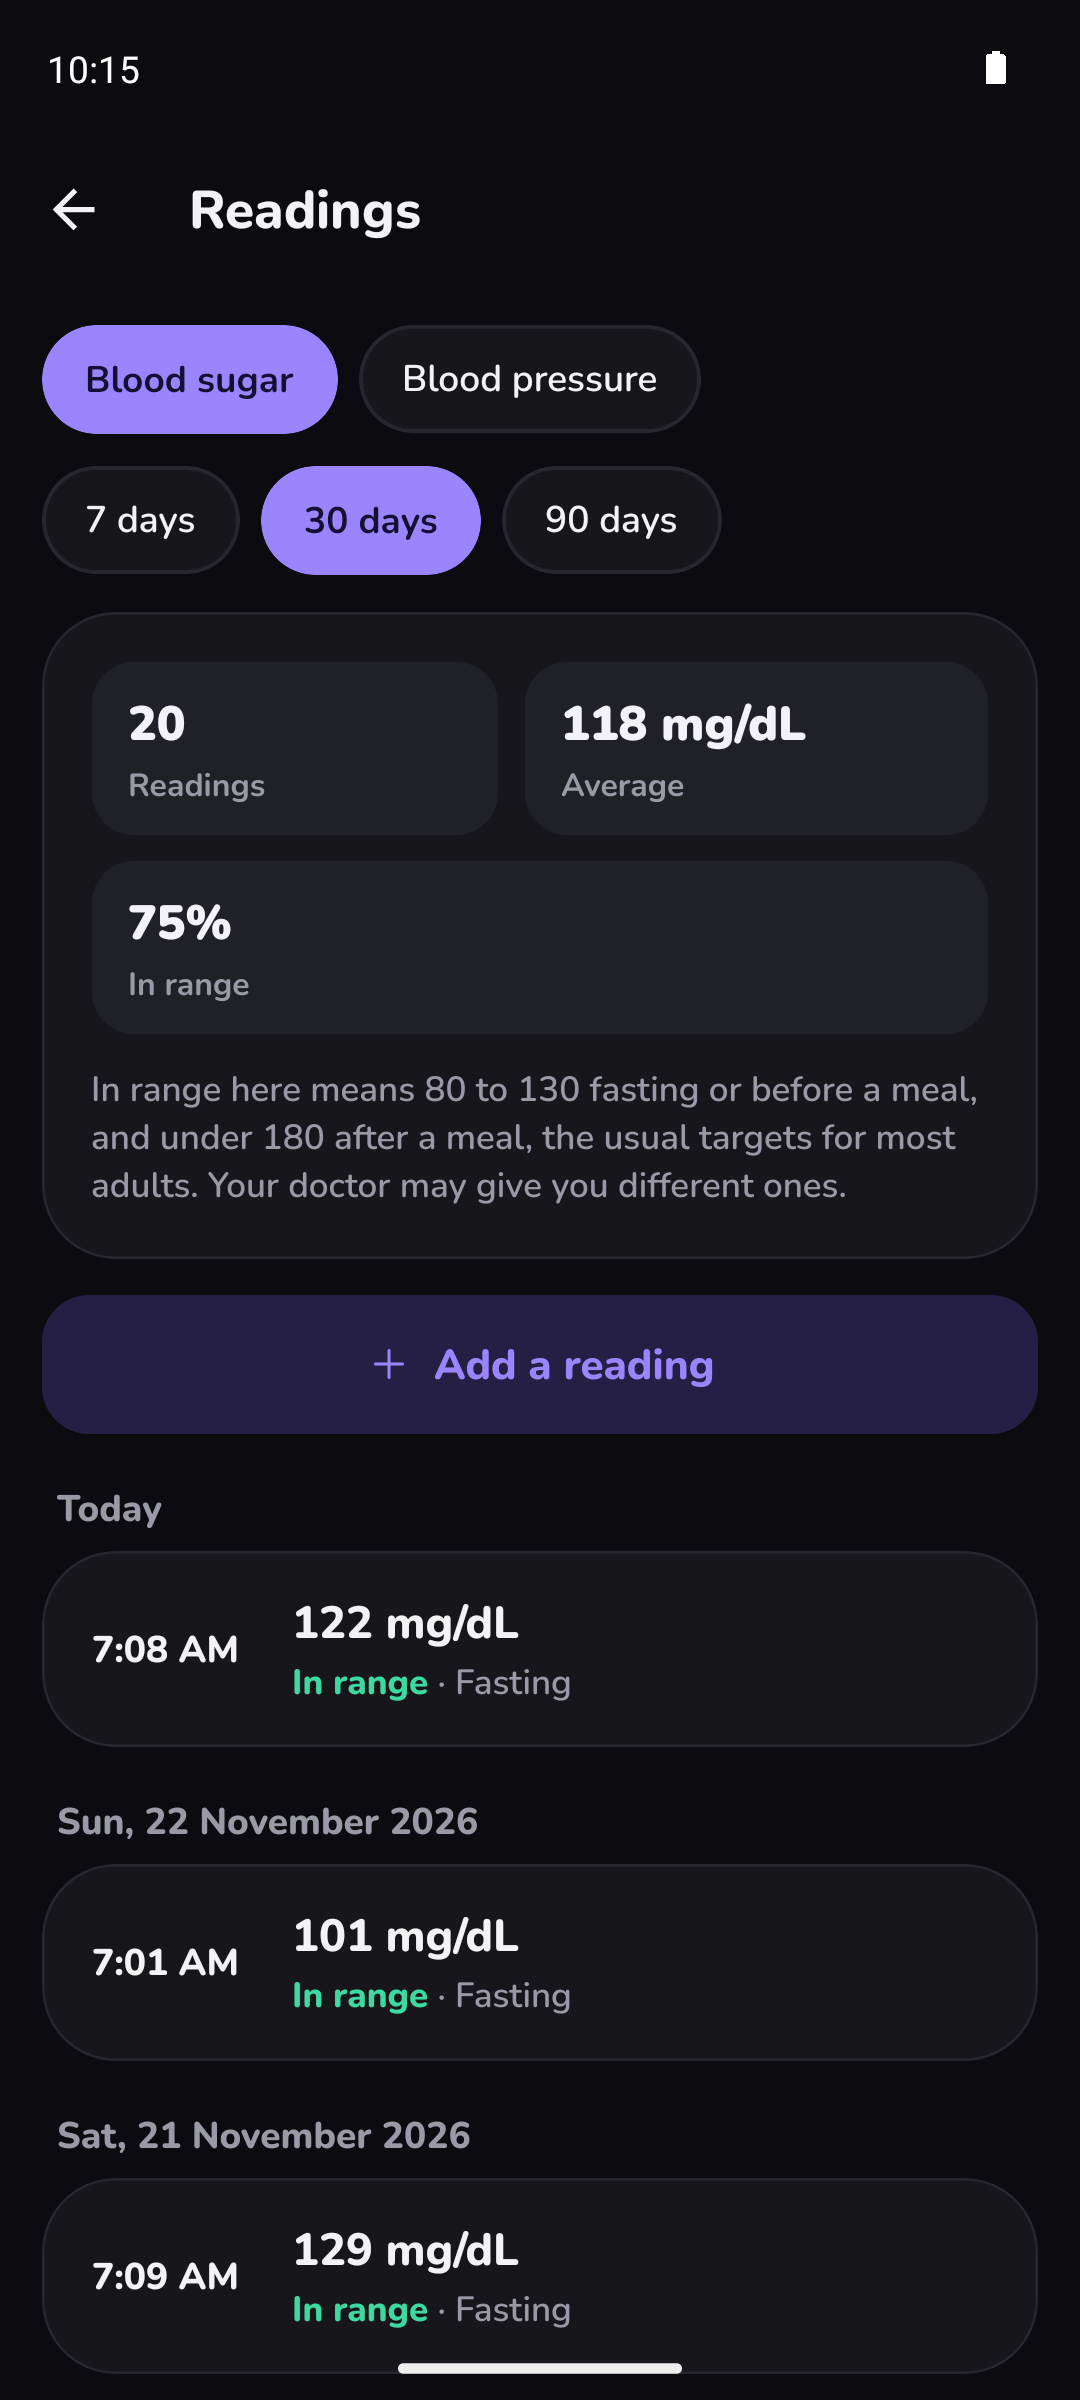 10:15
Readings
Blood sugar
Blood pressure
7 days
30 days
90 days
20
Readings
118 mg/dL
Average
75%
In range
In range here means 80 to 130 fasting or before a meal,
and under 180 after a meal, the usual targets for most
adults. Your doctor may give you different ones.
+ Add a reading
Today
7:08 AM
122 mg/dL
In range · Fasting
Sun, 22 November 2026
7:01 AM
101 mg/dL
In range · Fasting
Sat, 21 November 2026
7:09 AM
129 mg/dL
In range · Fasting